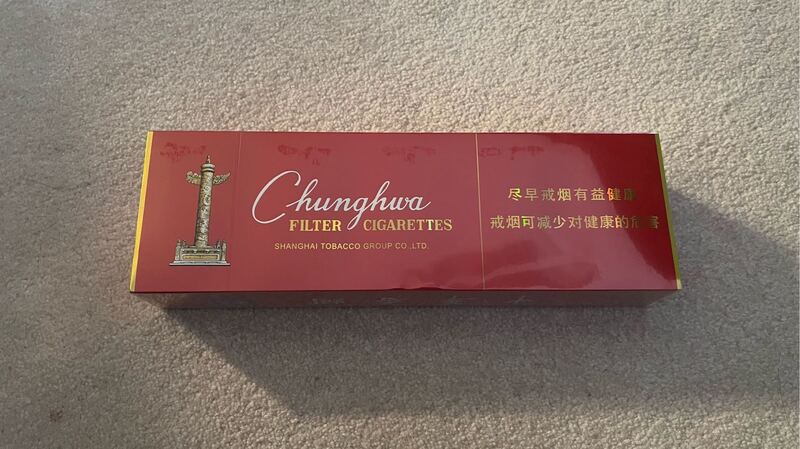 Chunghwa
FILTER CIGARETTES
SHANGHAI TOBACCO GROUP CO.,LTD.
尽早戒烟有益健康
戒烟可减少对健康的危害